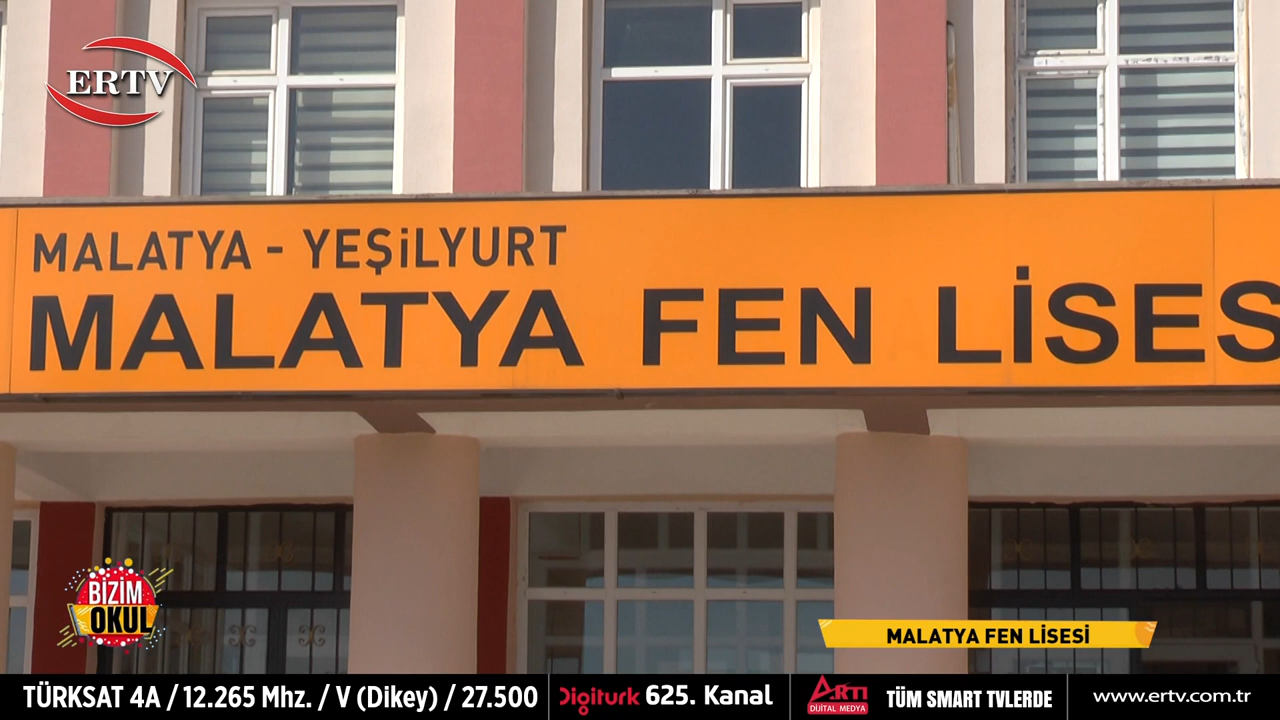 ERTV
MALATYA - YEŞİLYURT
MALATYA FEN LİSES
BİZİM
OKUL
MALATYA FEN LİSESİ
TÜRKSAT 4A / 12.265 Mhz. / V (Dikey) / 27.500
Digiturk 625. Kanal
ARTI
DİJİTAL MEDYA
TÜM SMART TVLERDE
www.ertv.com.tr